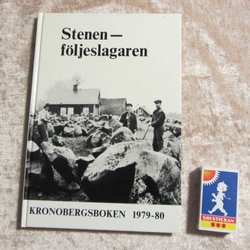 Stenen—
följeslagaren
KRONOBERGSBOKEN 1979-80
SOLSTICKAN